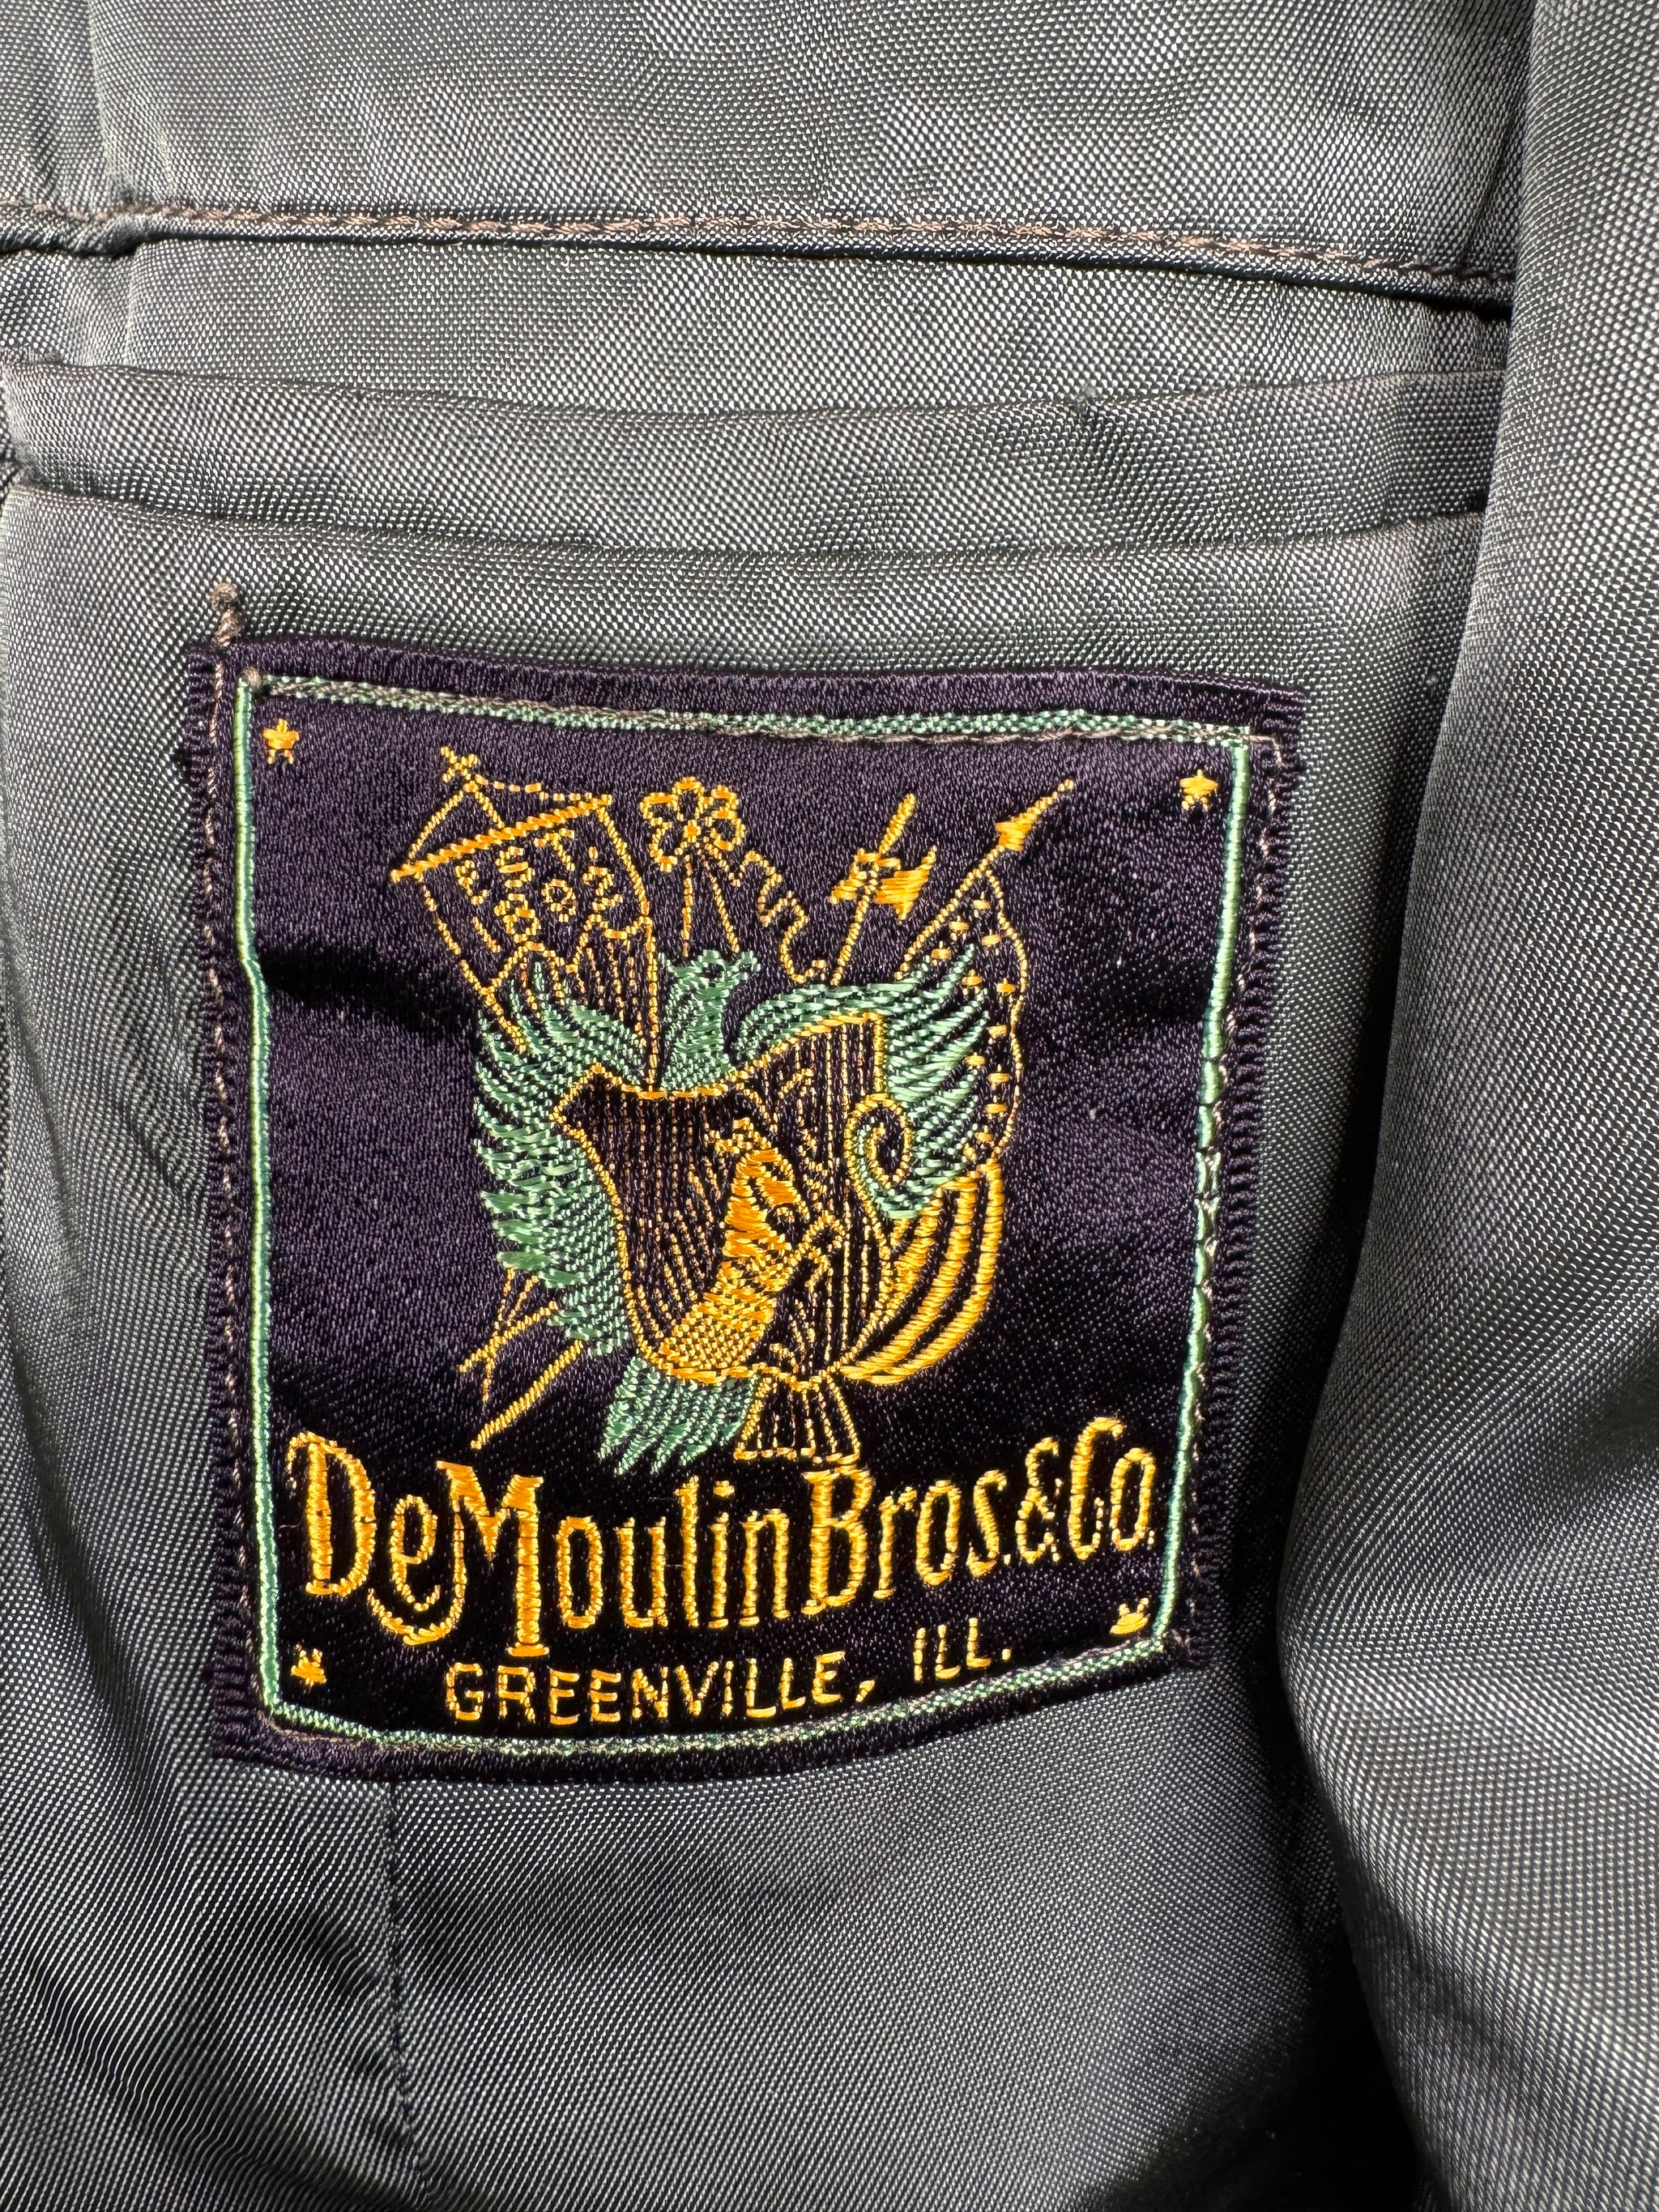 DeMoulin Bros. & Co.
GREENVILLE, ILL.